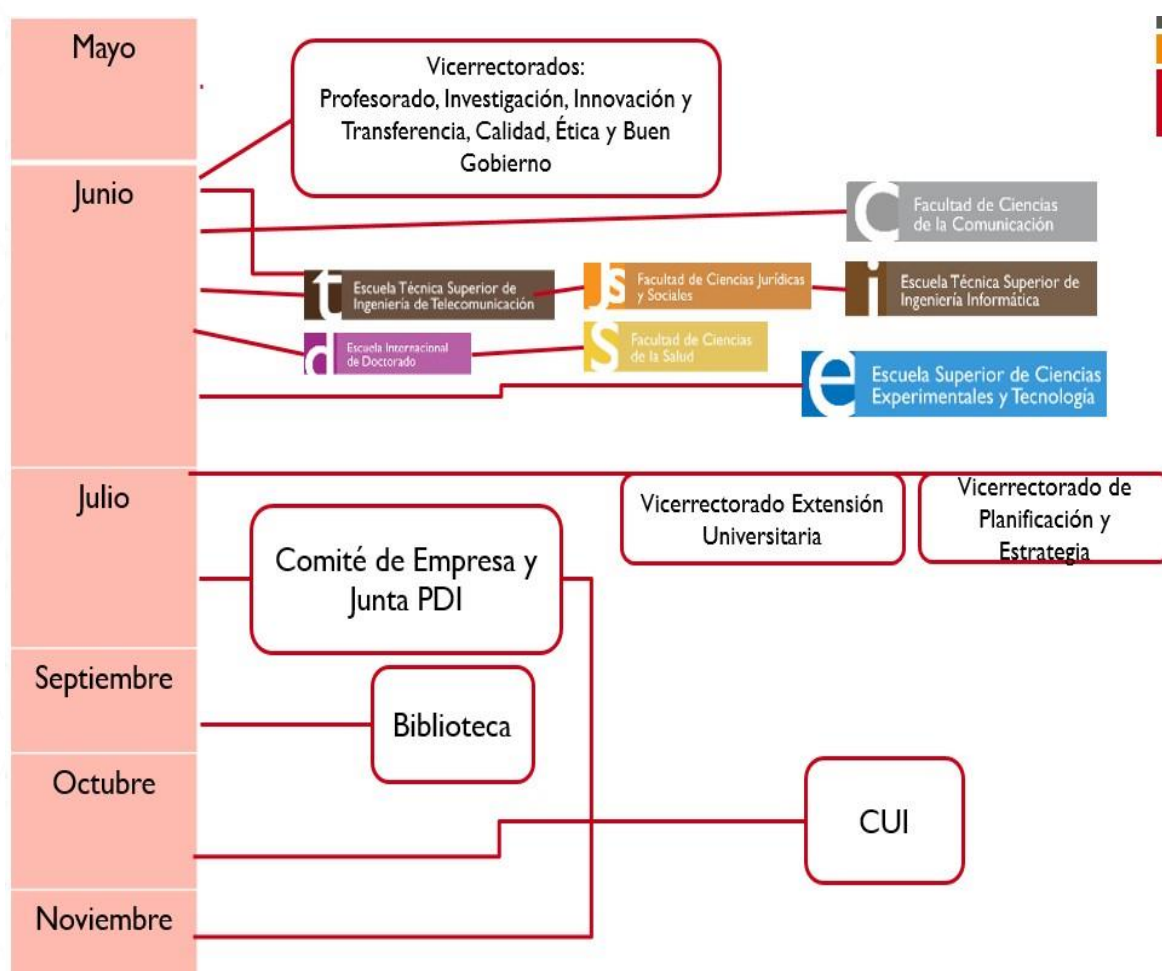 Mayo
Vicerrectorados:
Profesorado, Investigación, Innovación y
Transferencia, Calidad, Ética y Buen
Gobierno
Junio
C Facultad de Ciencias
de la Comunicación
t Escuela Técnica Superior de
Ingeniería de Telecomunicación
js Facultad de Ciencias Jurídicas
y Sociales
i Escuela Técnica Superior de
Ingeniería Informática
d Escuela Internacional
de Doctorado
S Facultad de Ciencias
de la Salud
e Escuela Superior de Ciencias
Experimentales y Tecnología
Julio
Vicerrectorado Extensión
Universitaria
Vicerrectorado de
Planificación y
Estrategia
Comité de Empresa y
Junta PDI
Septiembre
Biblioteca
Octubre
CUI
Noviembre